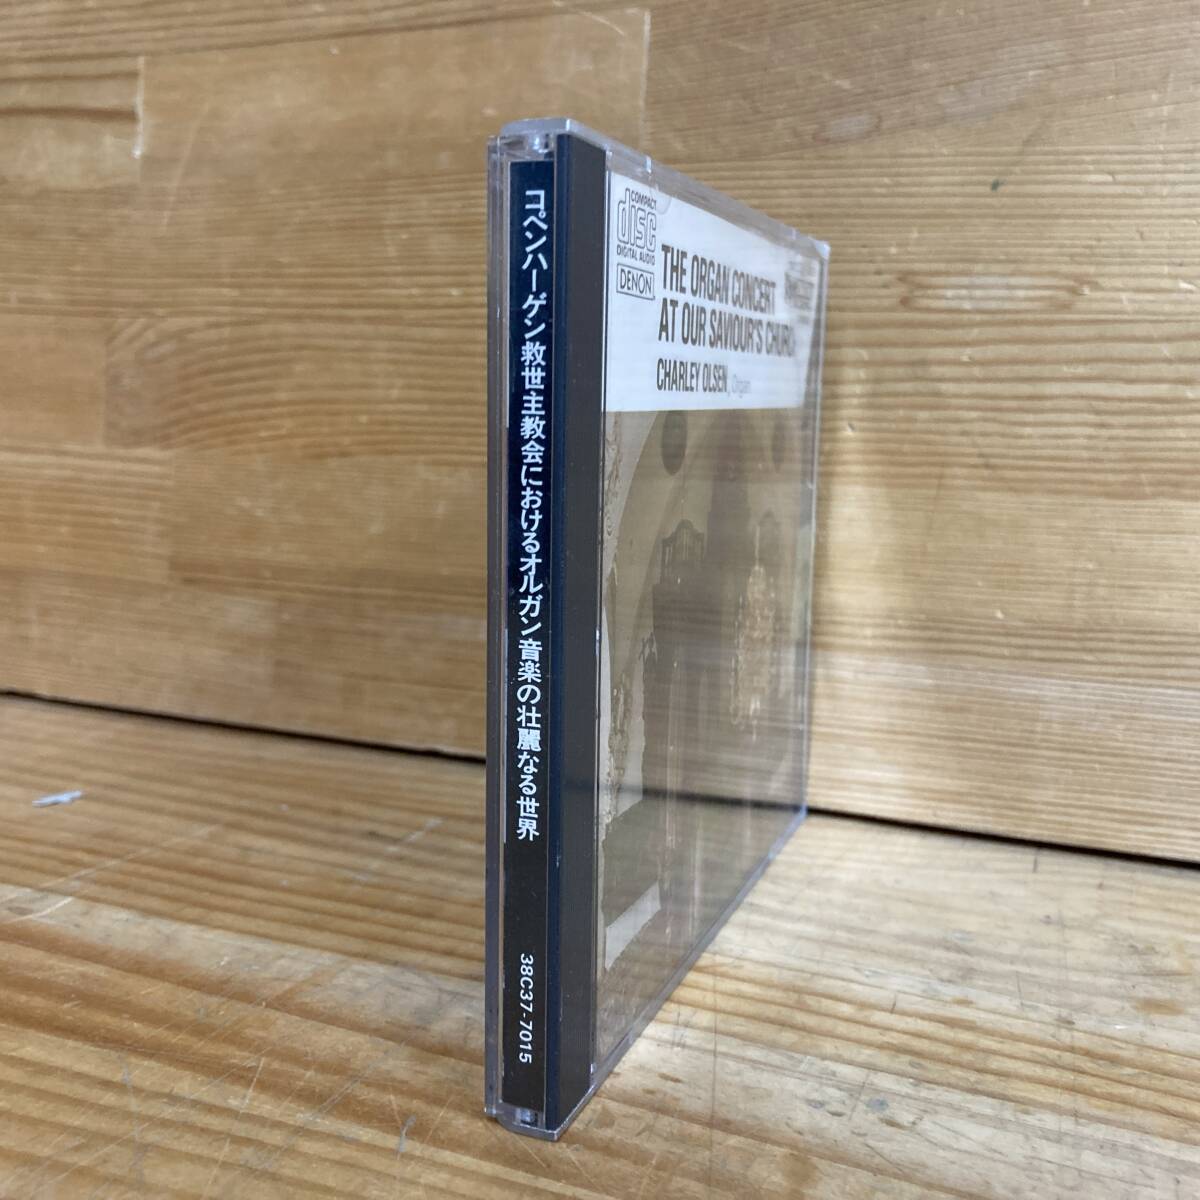 コペンハーゲン救世主教会におけるオルガン音楽の壮麗なる世界
38C37-7015
COMPACT
disc
DIGITAL AUDIO
DENON
THE ORGAN CONCERT
AT OUR SAVIOUR'S CHURCH
CHARLEY OLSEN, Organ